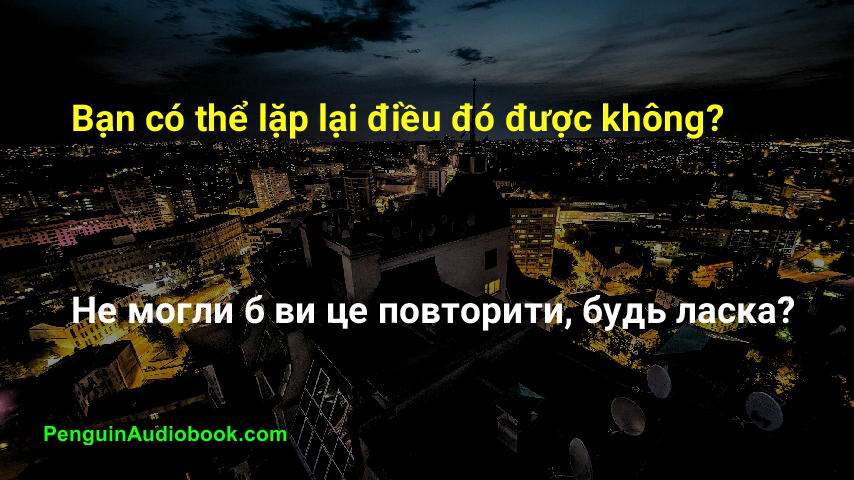 Bạn có thể lặp lại điều đó được không?
Не могли б ви це повторити, будь ласка?
PenguinAudiobook.com